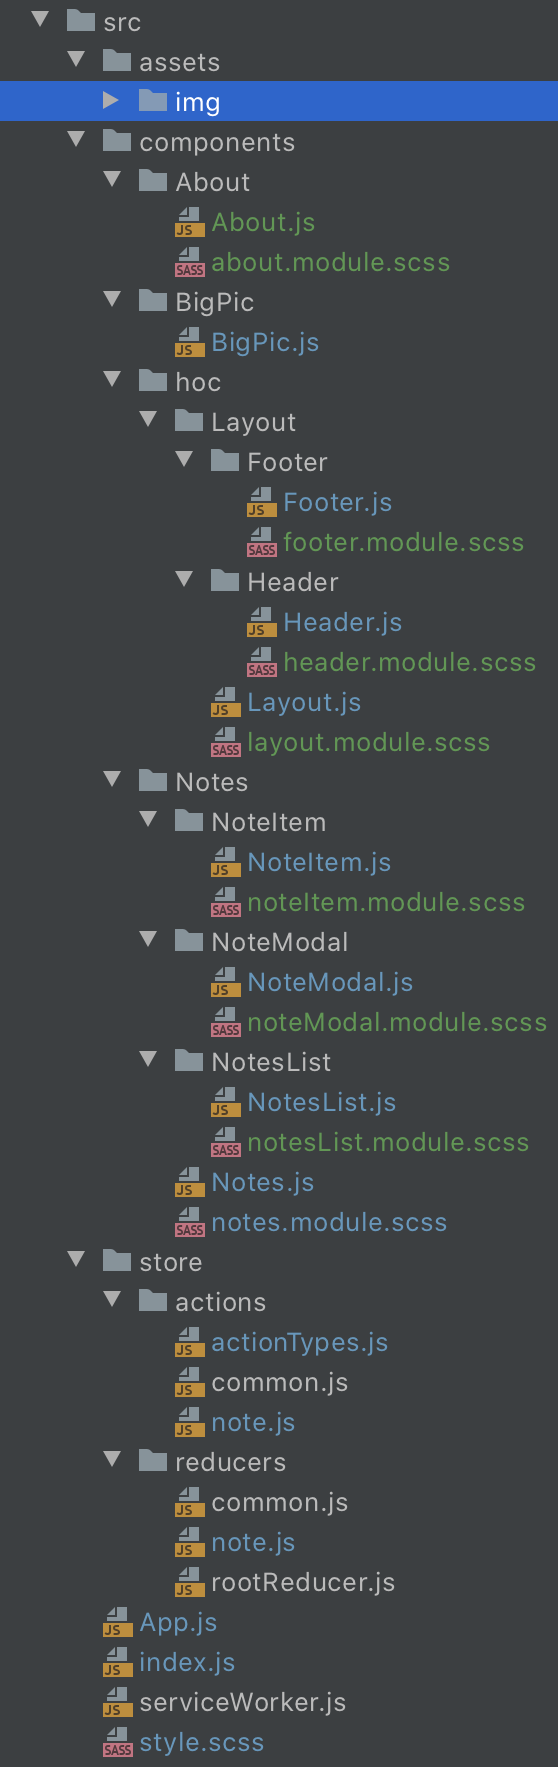 src
assets
img
components
About
JS About.js
SASS about.module.scss
BigPic
JS BigPic.js
hoc
Layout
Footer
JS Footer.js
SASS footer.module.scss
Header
JS Header.js
SASS header.module.scss
JS Layout.js
SASS layout.module.scss
Notes
NoteItem
JS NoteItem.js
SASS noteItem.module.scss
NoteModal
JS NoteModal.js
SASS noteModal.module.scss
NotesList
JS NotesList.js
SASS notesList.module.scss
JS Notes.js
SASS notes.module.scss
store
actions
JS actionTypes.js
JS common.js
JS note.js
reducers
JS common.js
JS note.js
JS rootReducer.js
JS App.js
JS index.js
JS serviceWorker.js
SASS style.scss